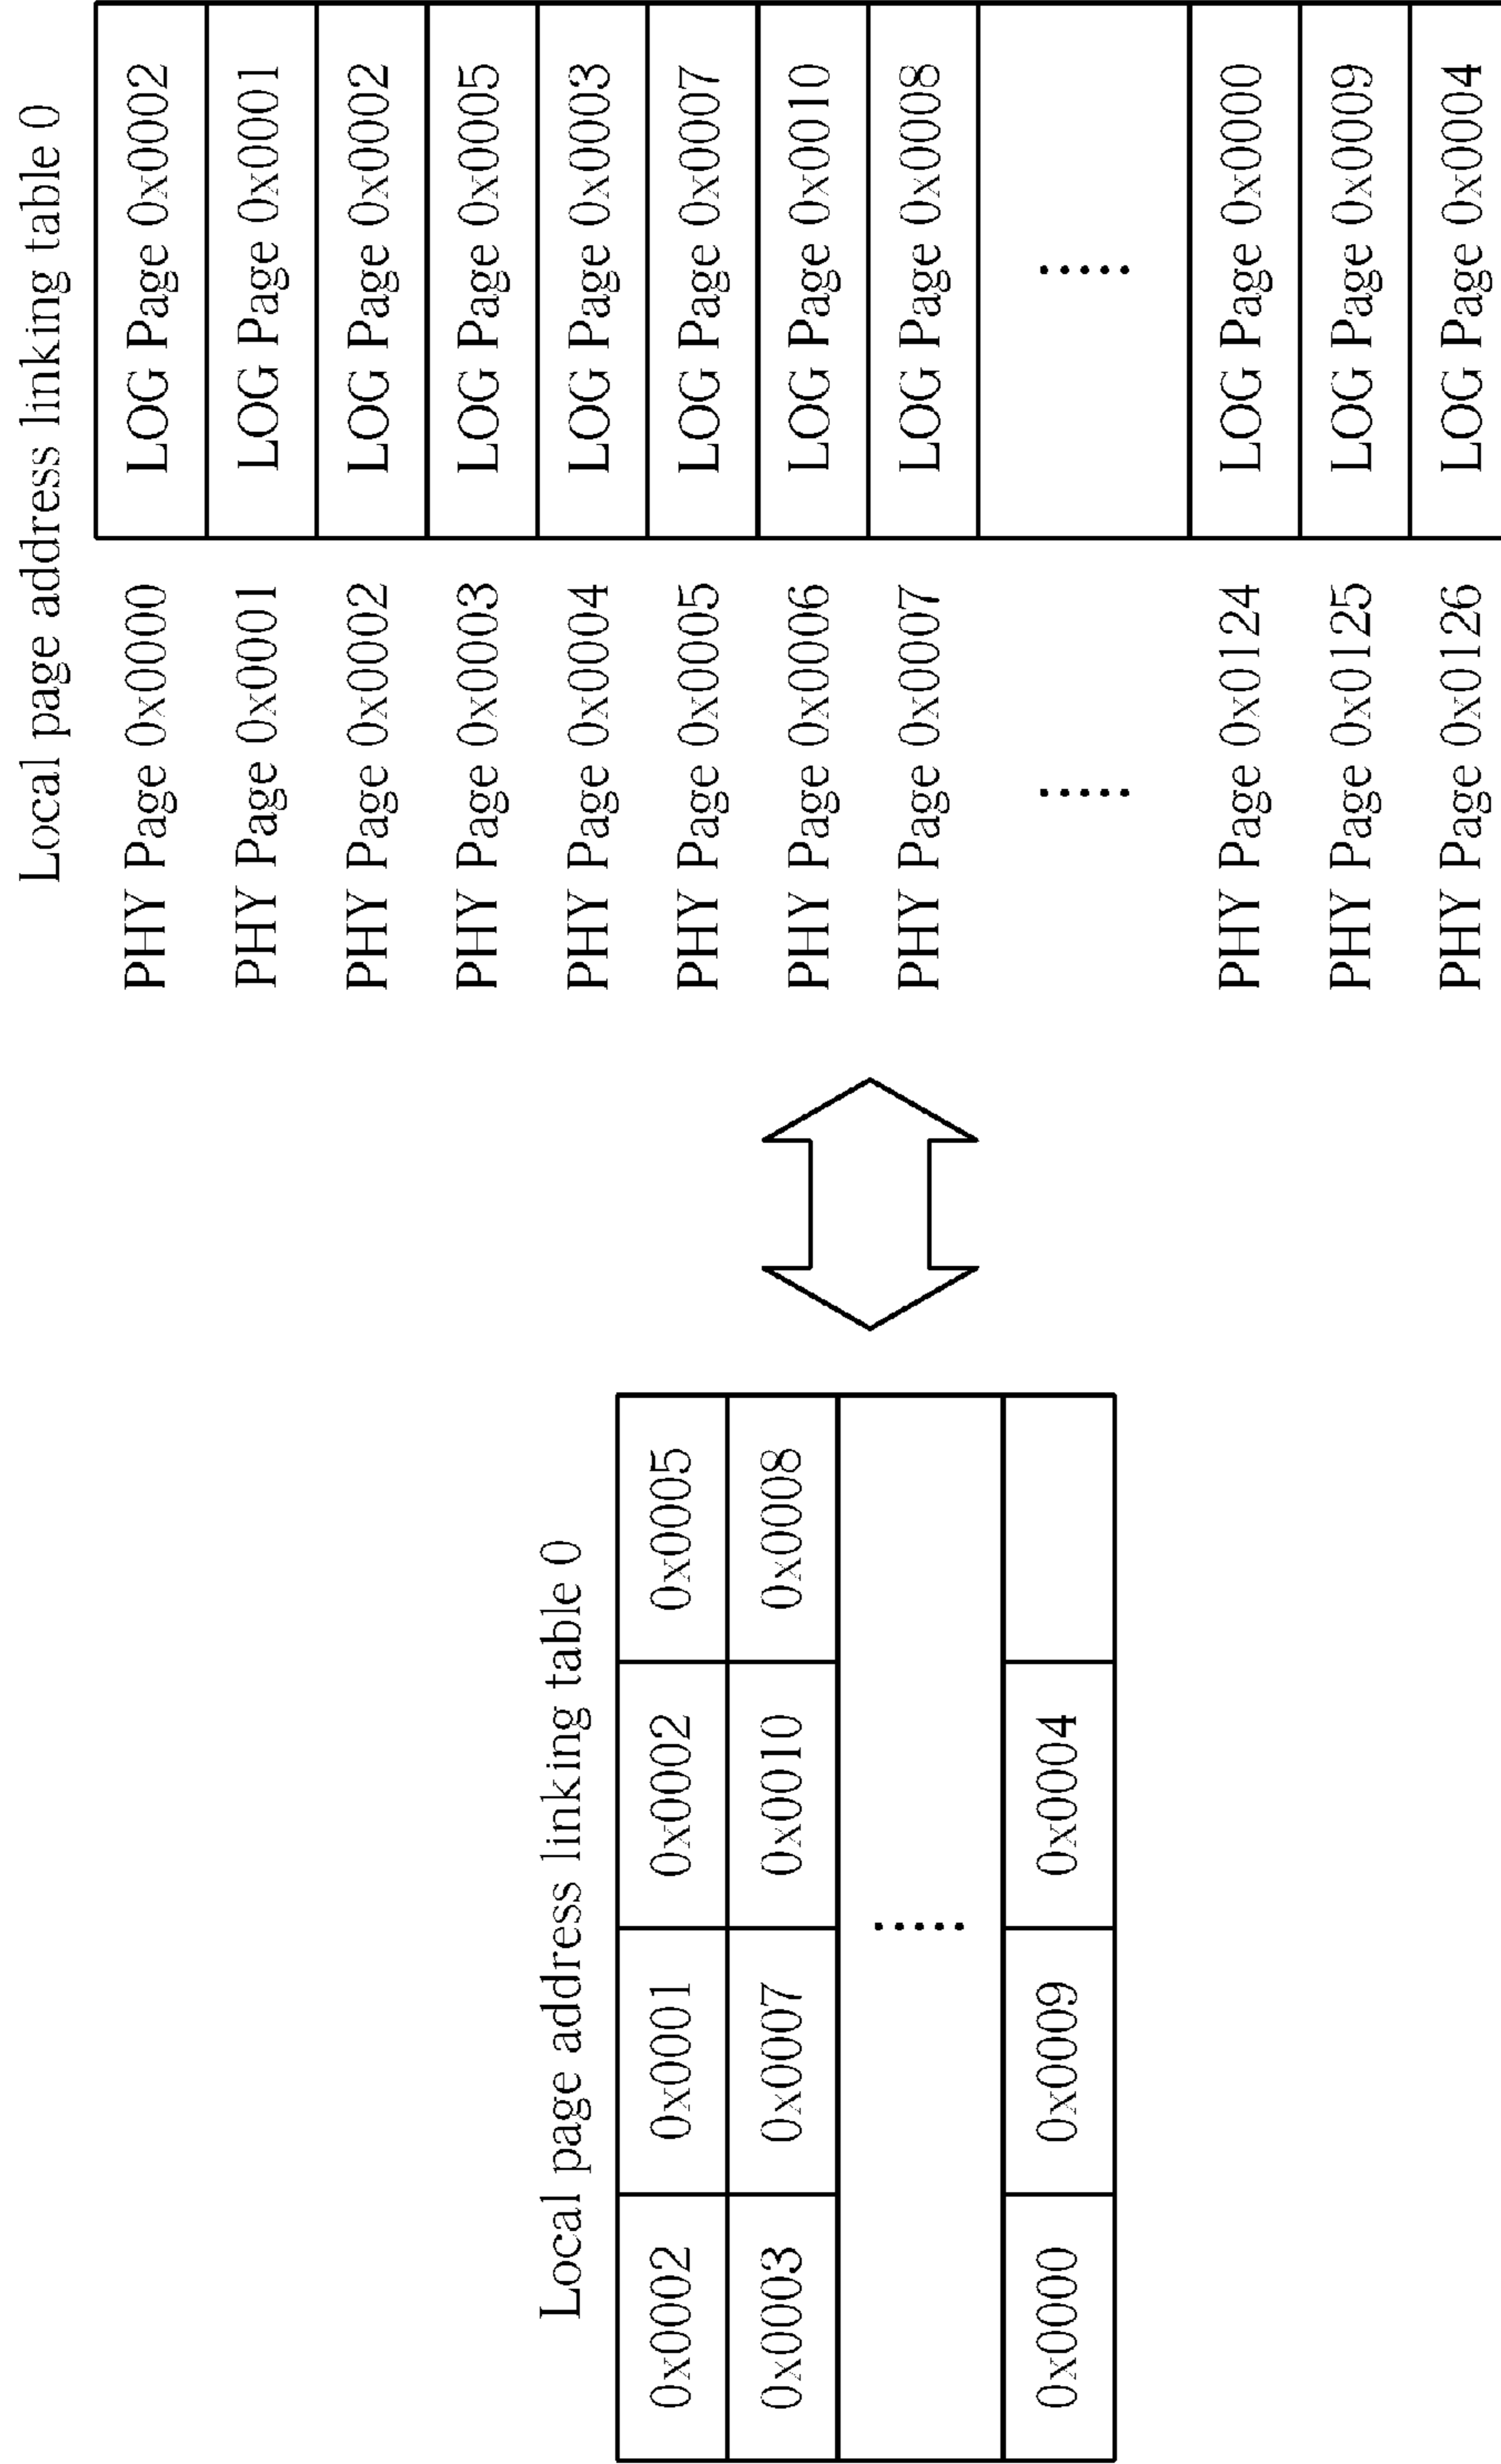 Local page address linking table 0
0x0002 0x0001 0x0002 0x0005
0x0003 0x0007 0x0010 0x0008
.....
0x0000 0x0009 0x0004
Local page address linking table 0
PHY Page 0x0000 LOG Page 0x0002
PHY Page 0x0001 LOG Page 0x0001
PHY Page 0x0002 LOG Page 0x0002
PHY Page 0x0003 LOG Page 0x0005
PHY Page 0x0004 LOG Page 0x0003
PHY Page 0x0005 LOG Page 0x0007
PHY Page 0x0006 LOG Page 0x0010
PHY Page 0x0007 LOG Page 0x0008
..... .....
PHY Page 0x0124 LOG Page 0x0000
PHY Page 0x0125 LOG Page 0x0009
PHY Page 0x0126 LOG Page 0x0004